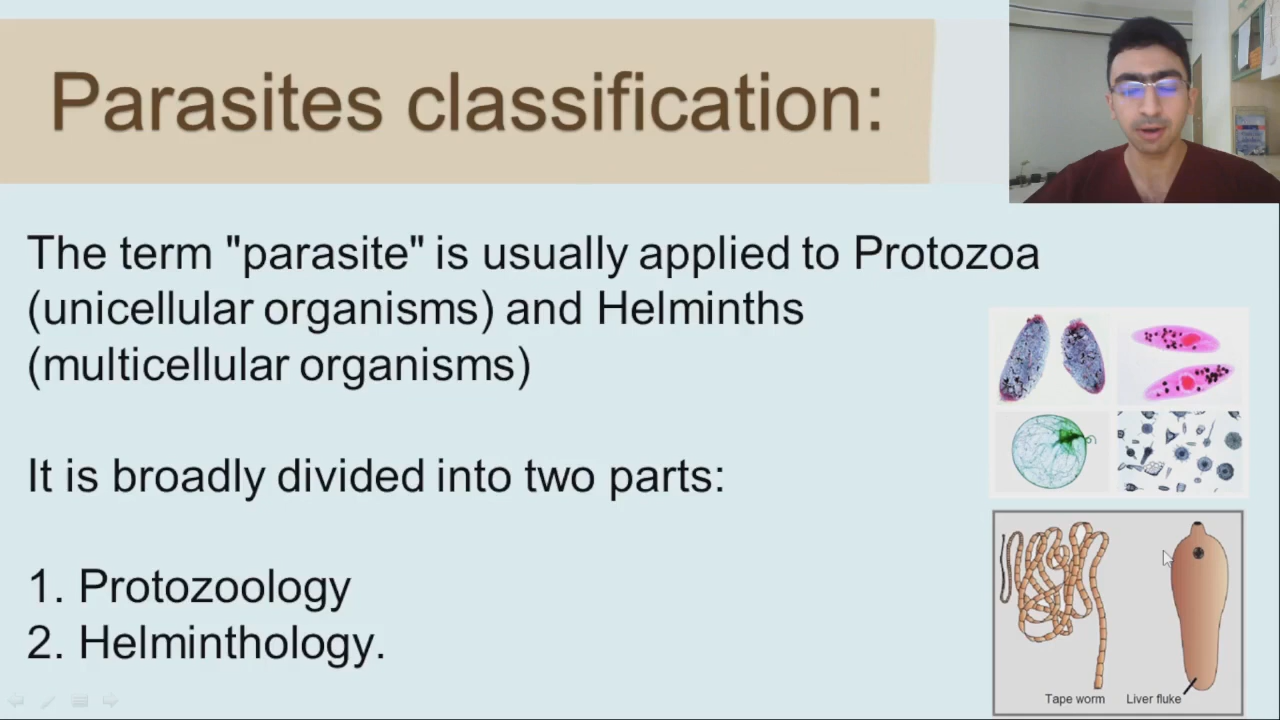 Parasites classification:
The term "parasite" is usually applied to Protozoa
(unicellular organisms) and Helminths
(multicellular organisms)
It is broadly divided into two parts:
1. Protozoology
2. Helminthology.
Tape worm
Liver fluke